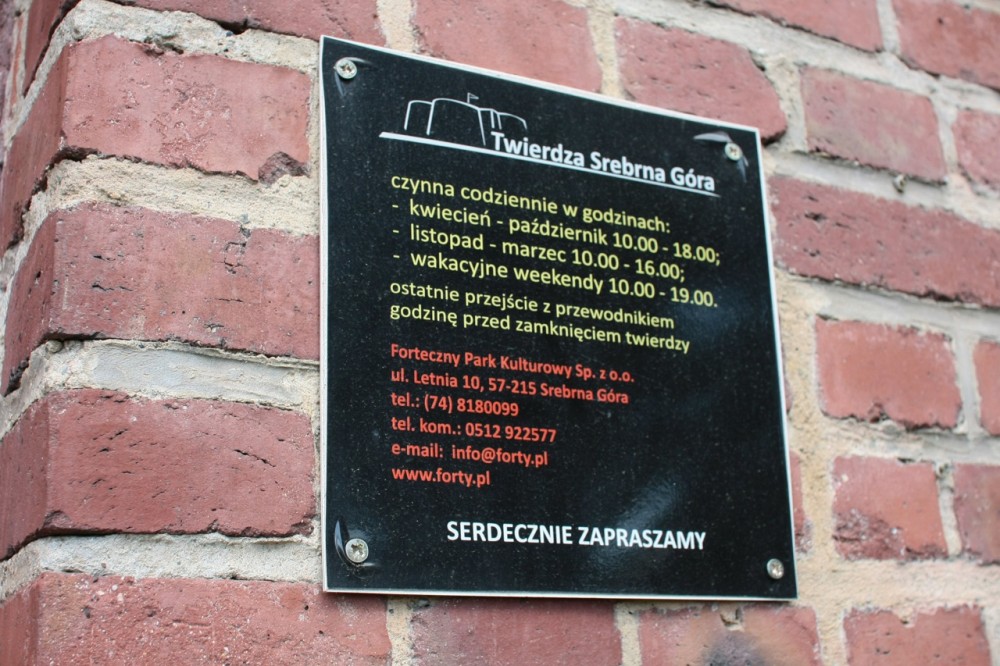 Twierdza Srebrna Góra
czynna codziennie w godzinach:
- kwiecień - październik 10.00 - 18.00;
- listopad - marzec 10.00 - 16.00;
- wakacyjne weekendy 10.00 - 19.00.
ostatnie przejście z przewodnikiem
godzinę przed zamknięciem twierdzy
Forteczny Park Kulturowy Sp. z o.o.
ul. Letnia 10, 57-215 Srebrna Góra
tel.: (74) 8180099
tel. kom.: 0512 922577
e-mail: info@forty.pl
www.forty.pl
SERDECZNIE ZAPRASZAMY